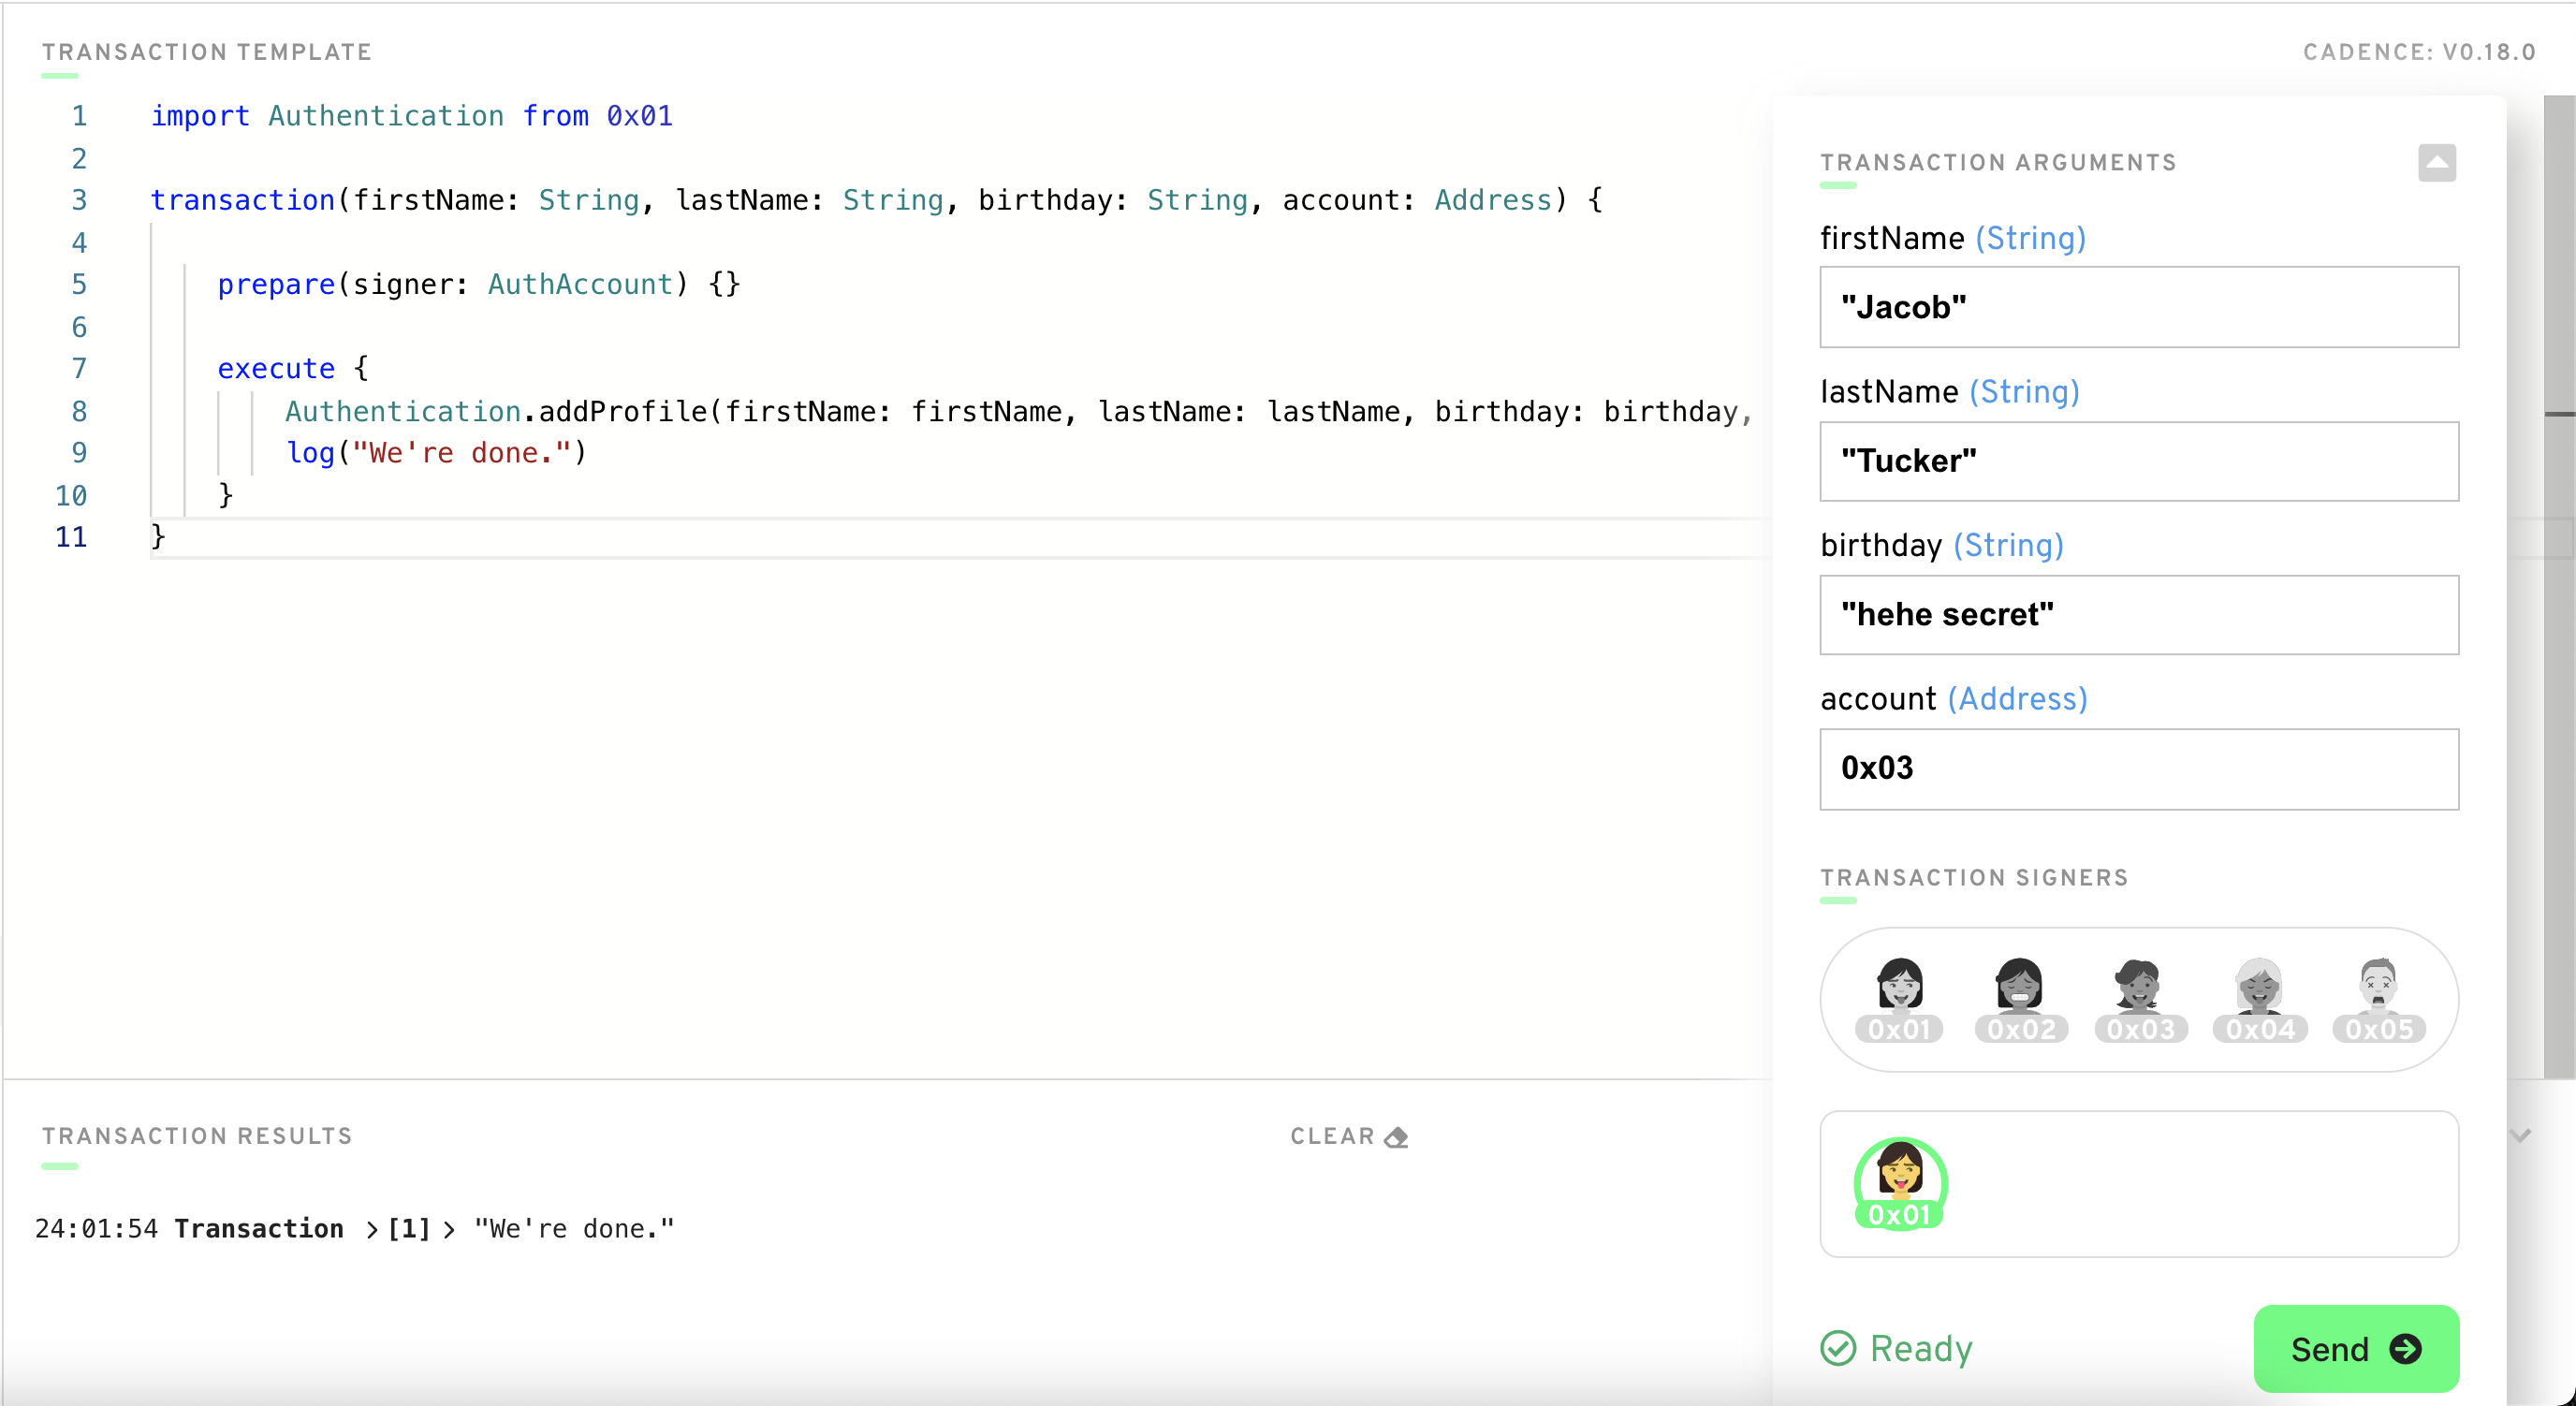 TRANSACTION TEMPLATE
CADENCE: V0.18.0
1 import Authentication from 0x01
2
3 transaction(firstName: String, lastName: String, birthday: String, account: Address) {
4
5 prepare(signer: AuthAccount) {}
6
7 execute {
8 Authentication.addProfile(firstName: firstName, lastName: lastName, birthday: birthday,
9 log("We're done.")
10 }
11 }
TRANSACTION ARGUMENTS
firstName (String)
"Jacob"
lastName (String)
"Tucker"
birthday (String)
"hehe secret"
account (Address)
0x03
TRANSACTION SIGNERS
0x01 0x02 0x03 0x04 0x05
0x01
Ready
Send
TRANSACTION RESULTS
CLEAR
24:01:54 Transaction > [1] > "We're done."